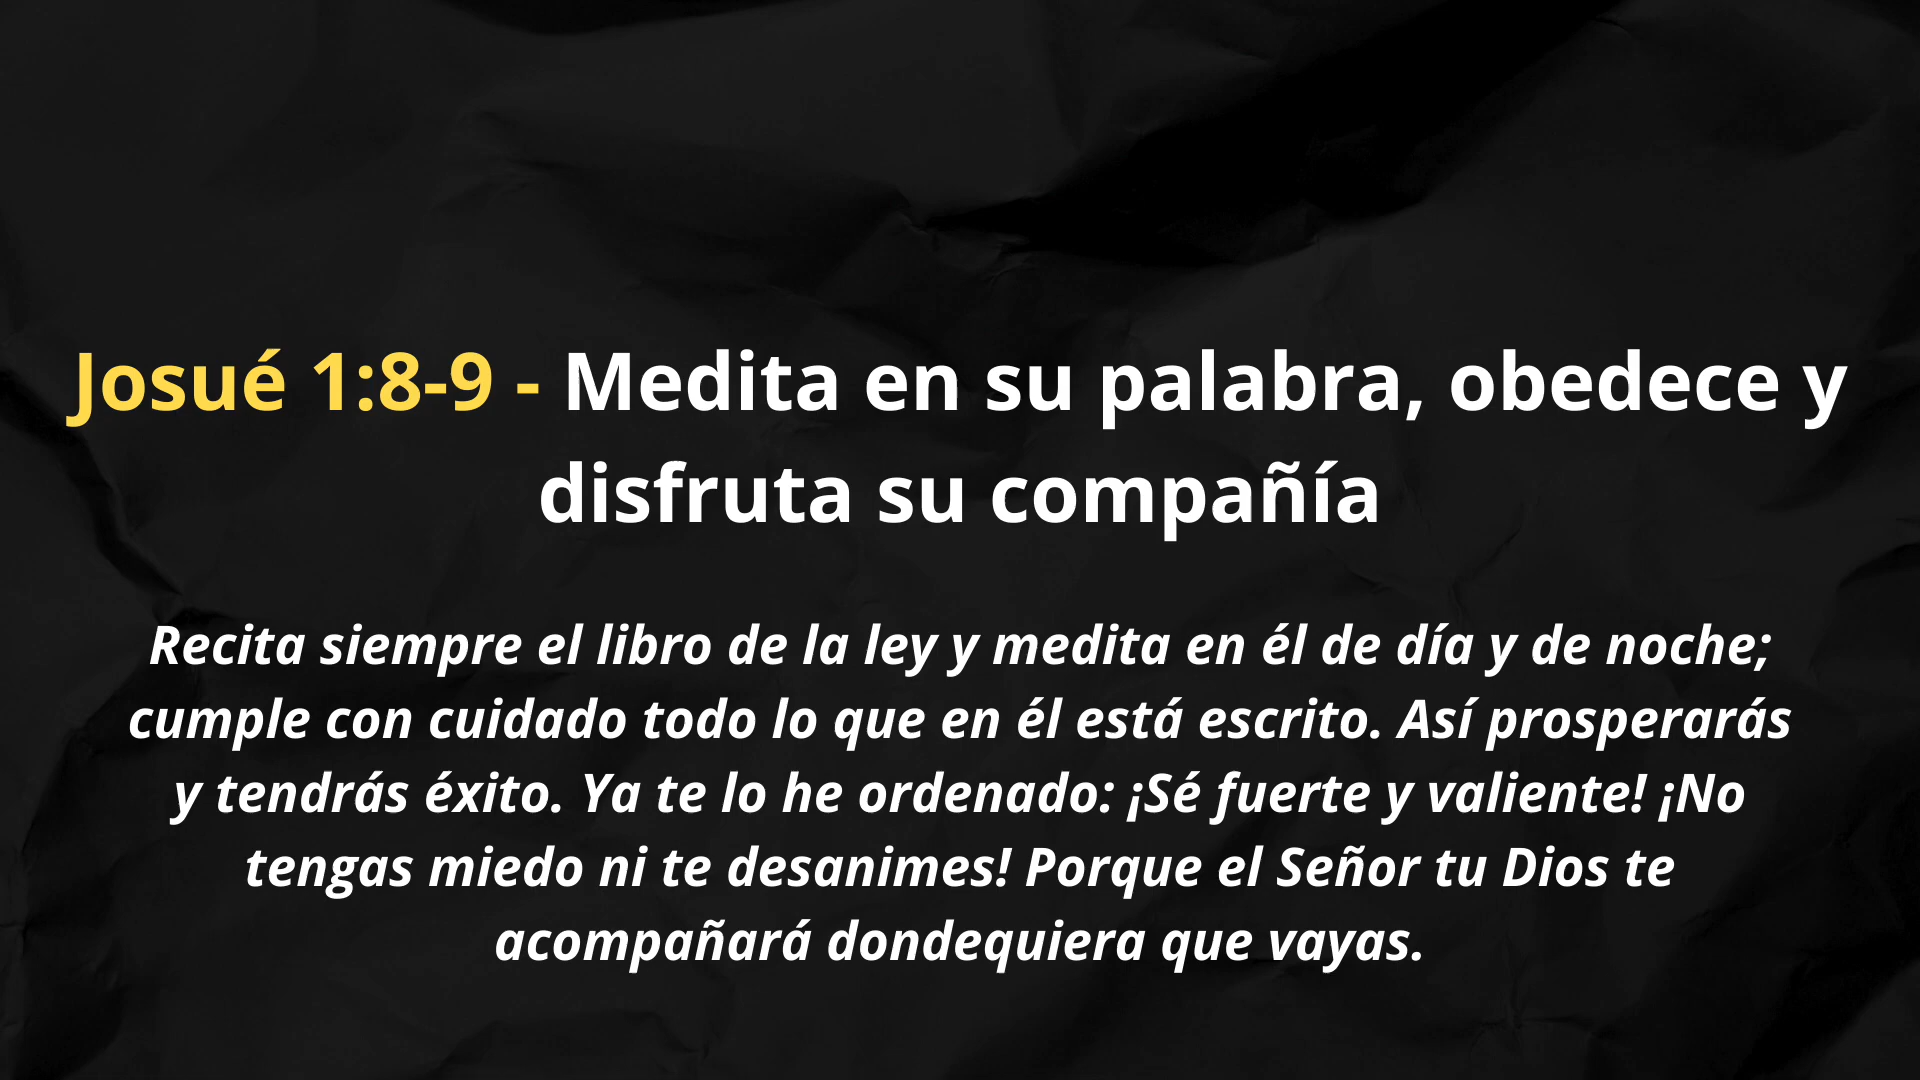 Josué 1:8-9 - Medita en su palabra, obedece y
disfruta su compañía
Recita siempre el libro de la ley y medita en él de día y de noche;
cumple con cuidado todo lo que en él está escrito. Así prosperarás
y tendrás éxito. Ya te lo he ordenado: ¡Sé fuerte y valiente! ¡No
tengas miedo ni te desanimes! Porque el Señor tu Dios te
acompañará dondequiera que vayas.